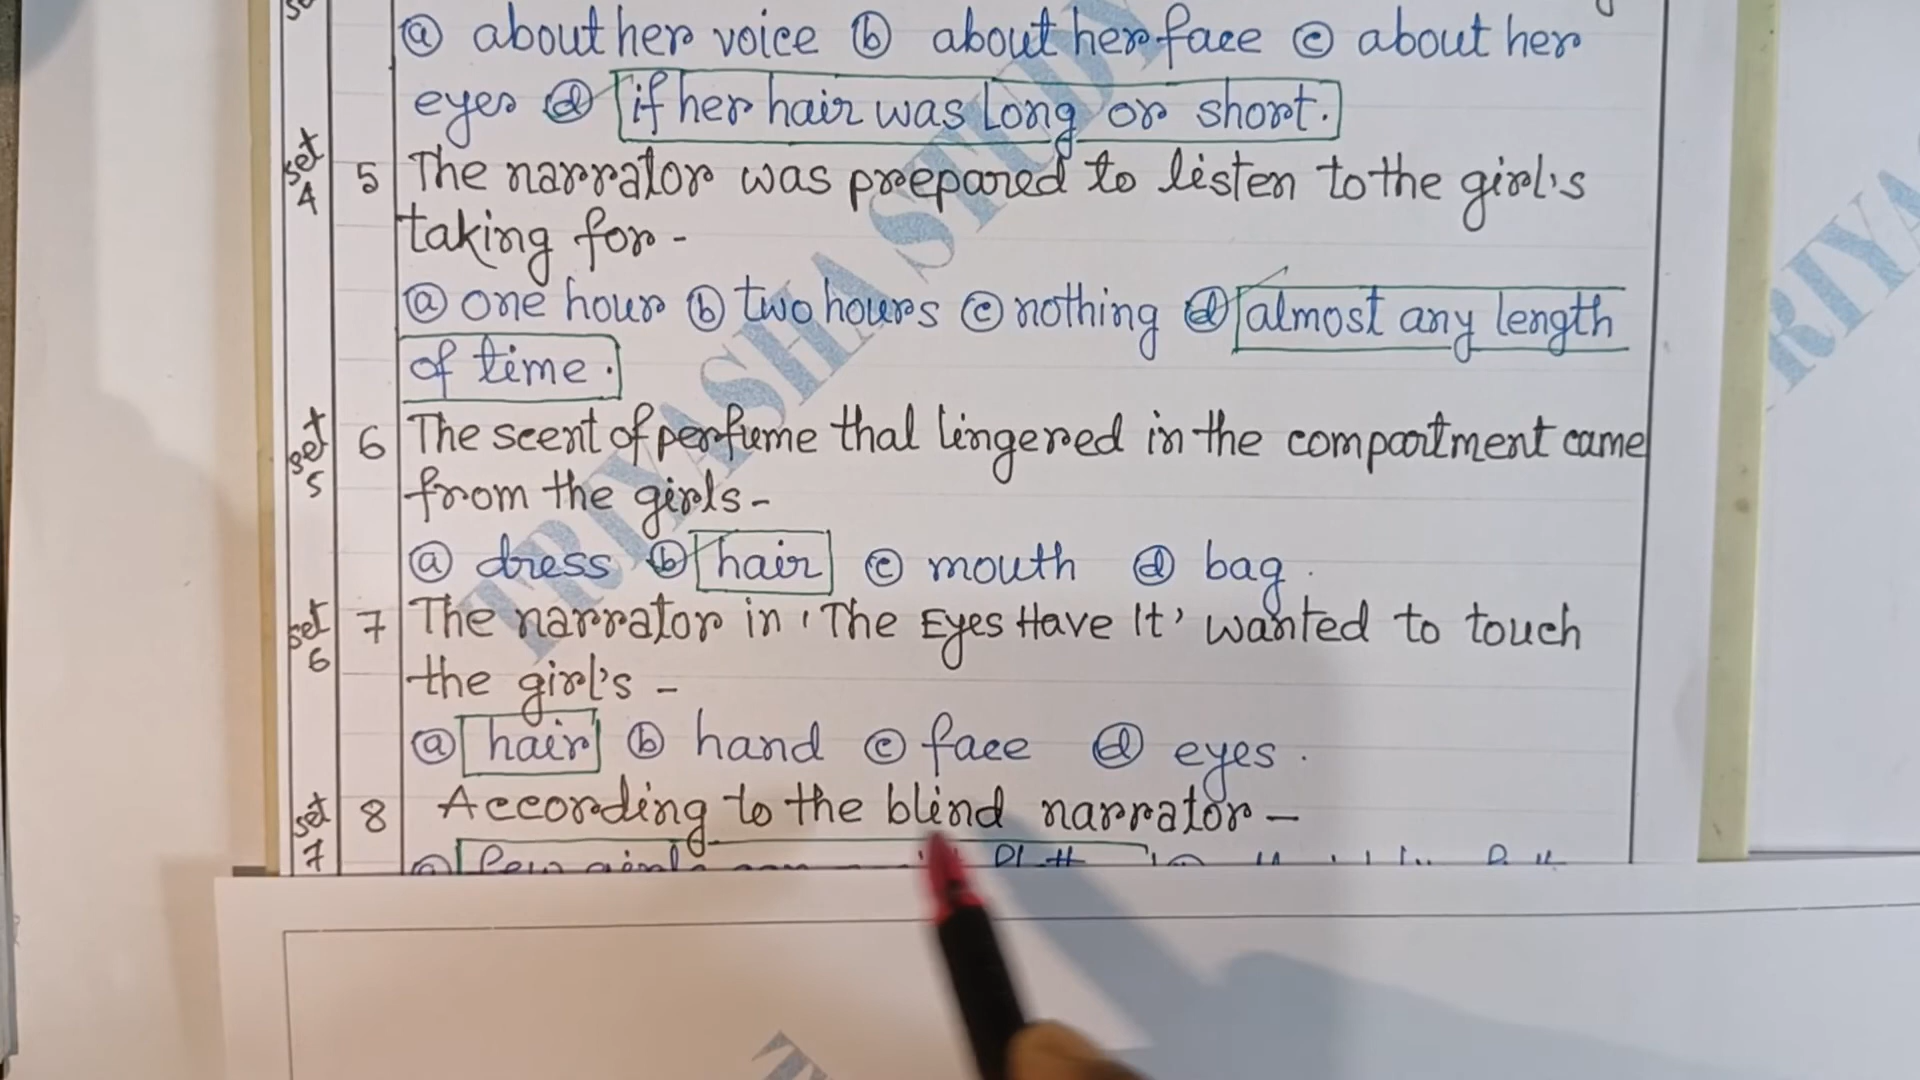 ⓐ about her voice ⓑ about her face ⓒ about her
eyes ⓓ if her hair was long or short.
set
4
5 The narrator was prepared to listen to the girl's
taking for-
ⓐ one hour ⓑ two hours ⓒ nothing ⓓ almost any length
of time.
set
5
6 The scent of perfume that lingered in the compartment came
from the girls-
ⓐ dress ⓑ hair ⓒ mouth ⓓ bag.
set
6
7 The narrator in 'The Eyes Have It' wanted to touch
the girl's -
ⓐ hair ⓑ hand ⓒ face ⓓ eyes.
set
7
8 According to the blind narrator-
TRIYASHA STUDY